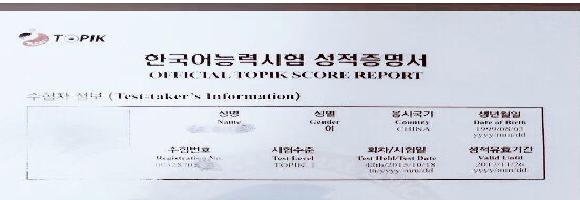 TOPIK
한국어능력시험 성적증명서
OFFICIAL TOPIK SCORE REPORT
수험자 정보 (Test-taker's Information)
성명 성별 응시국가 생년월일
Name Gender Country Date of Birth
CHINA
yyyy/mm/dd
수험번호 시험수준 회차/시험일 성적유효기간
Registration No. Test Level Test Held/Test Date Valid Until
TOPIK
yyyy/mm/dd